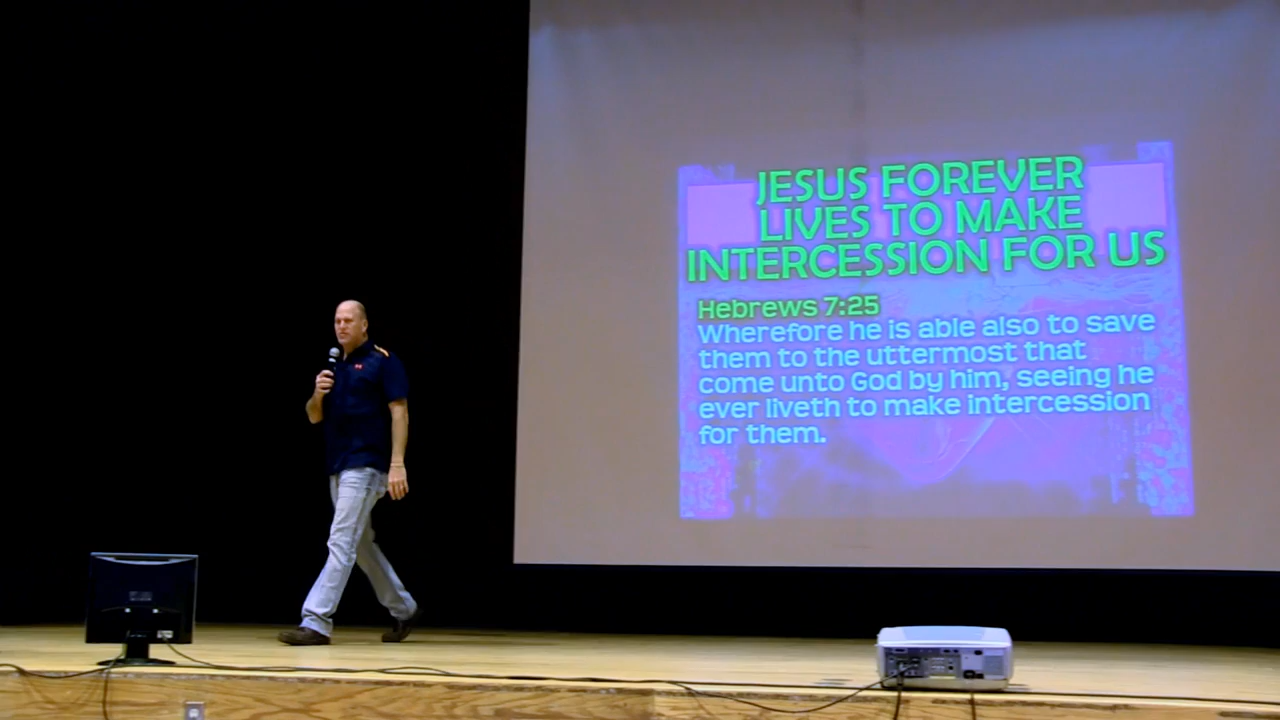 JESUS FOREVER
LIVES TO MAKE
INTERCESSION FOR US
Hebrews 7:25
Wherefore he is able also to save
them to the uttermost that
come unto God by him, seeing he
ever liveth to make intercession
for them.